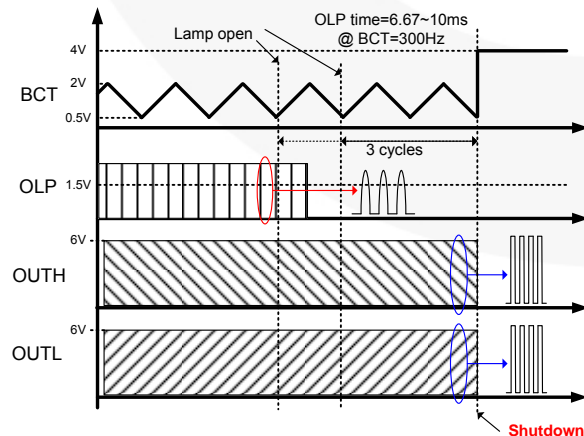 OLP time=6.67~10ms
@ BCT=300Hz
Lamp open
4V
2V
BCT
0.5V
3 cycles
OLP
1.5V
6V
OUTH
6V
OUTL
Shutdown